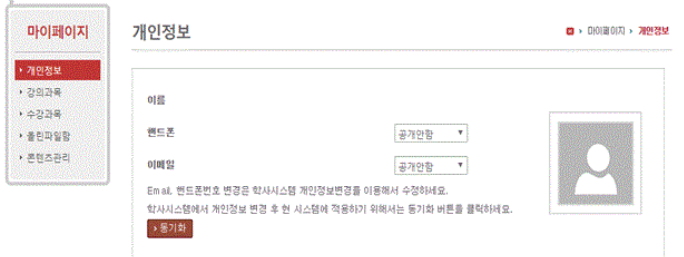 마이페이지
개인정보
강의과목
수강과목
올린파일함
콘텐츠관리
개인정보
마이페이지 개인정보
이름
핸드폰 공개안함
이메일 공개안함
Email, 핸드폰번호 변경은 학사시스템 개인정보변경을 이용해서 수정하세요.
학사시스템에서 개인정보 변경 후 현 시스템에 적용하기 위해서는 동기화 버튼을 클릭하세요.
동기화